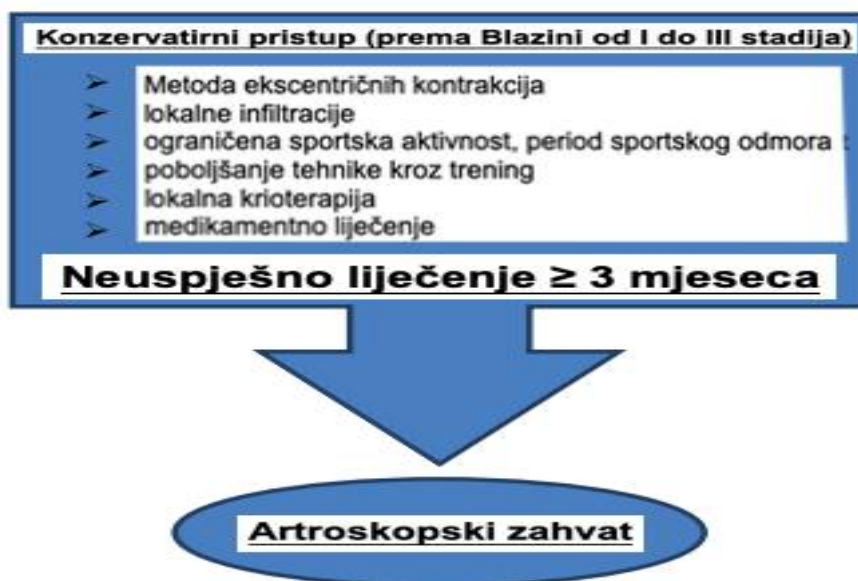 Konzervatirni pristup (prema Blazini od I do III stadija)
➢ Metoda ekscentričnih kontrakcija
➢ lokalne infiltracije
➢ ograničena sportska aktivnost, period sportskog odmora :
➢ poboljšanje tehnike kroz trening
➢ lokalna krioterapija
➢ medikamentno liječenje
Neuspješno liječenje ≥ 3 mjeseca
Artroskopski zahvat